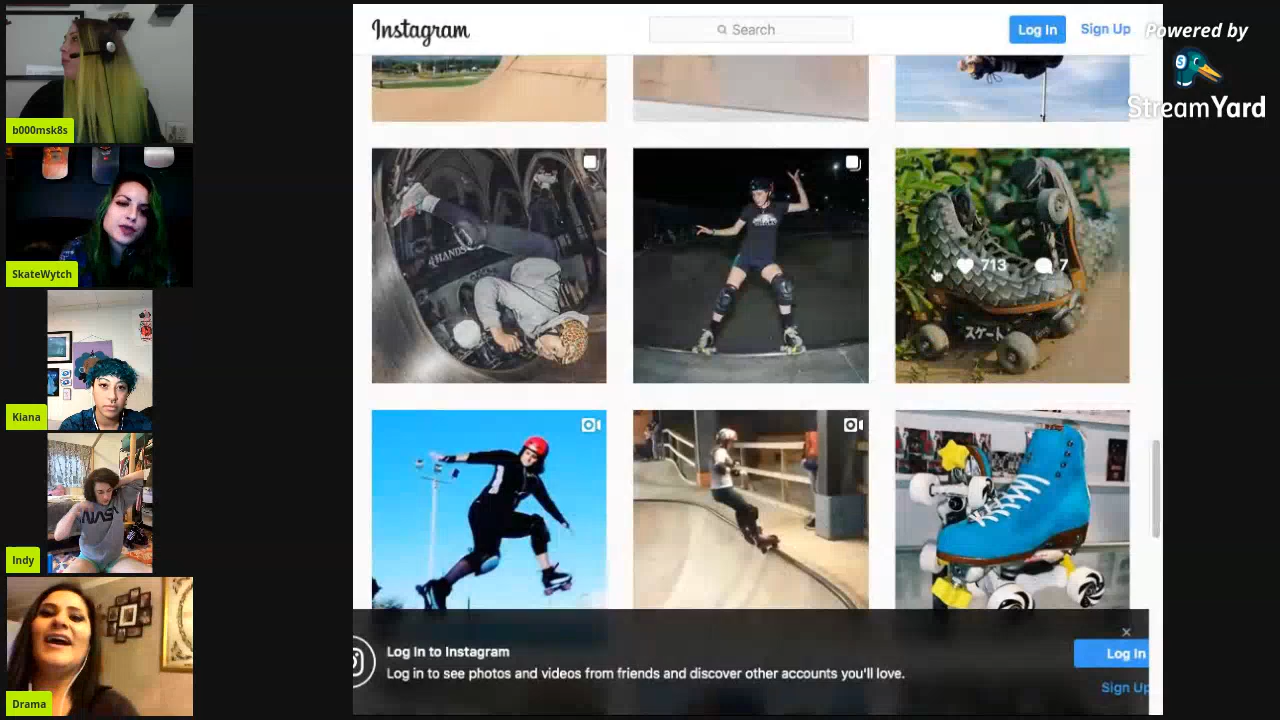 Instagram
Search
Log In
Sign Up
Powered by
StreamYard
b000msk8s
SkateWytch
4HANDS
713
7
スケート
Kiana
NASA
Indy
Log In to Instagram
Log in to see photos and videos from friends and discover other accounts you'll love.
Log In
Sign Up
Drama